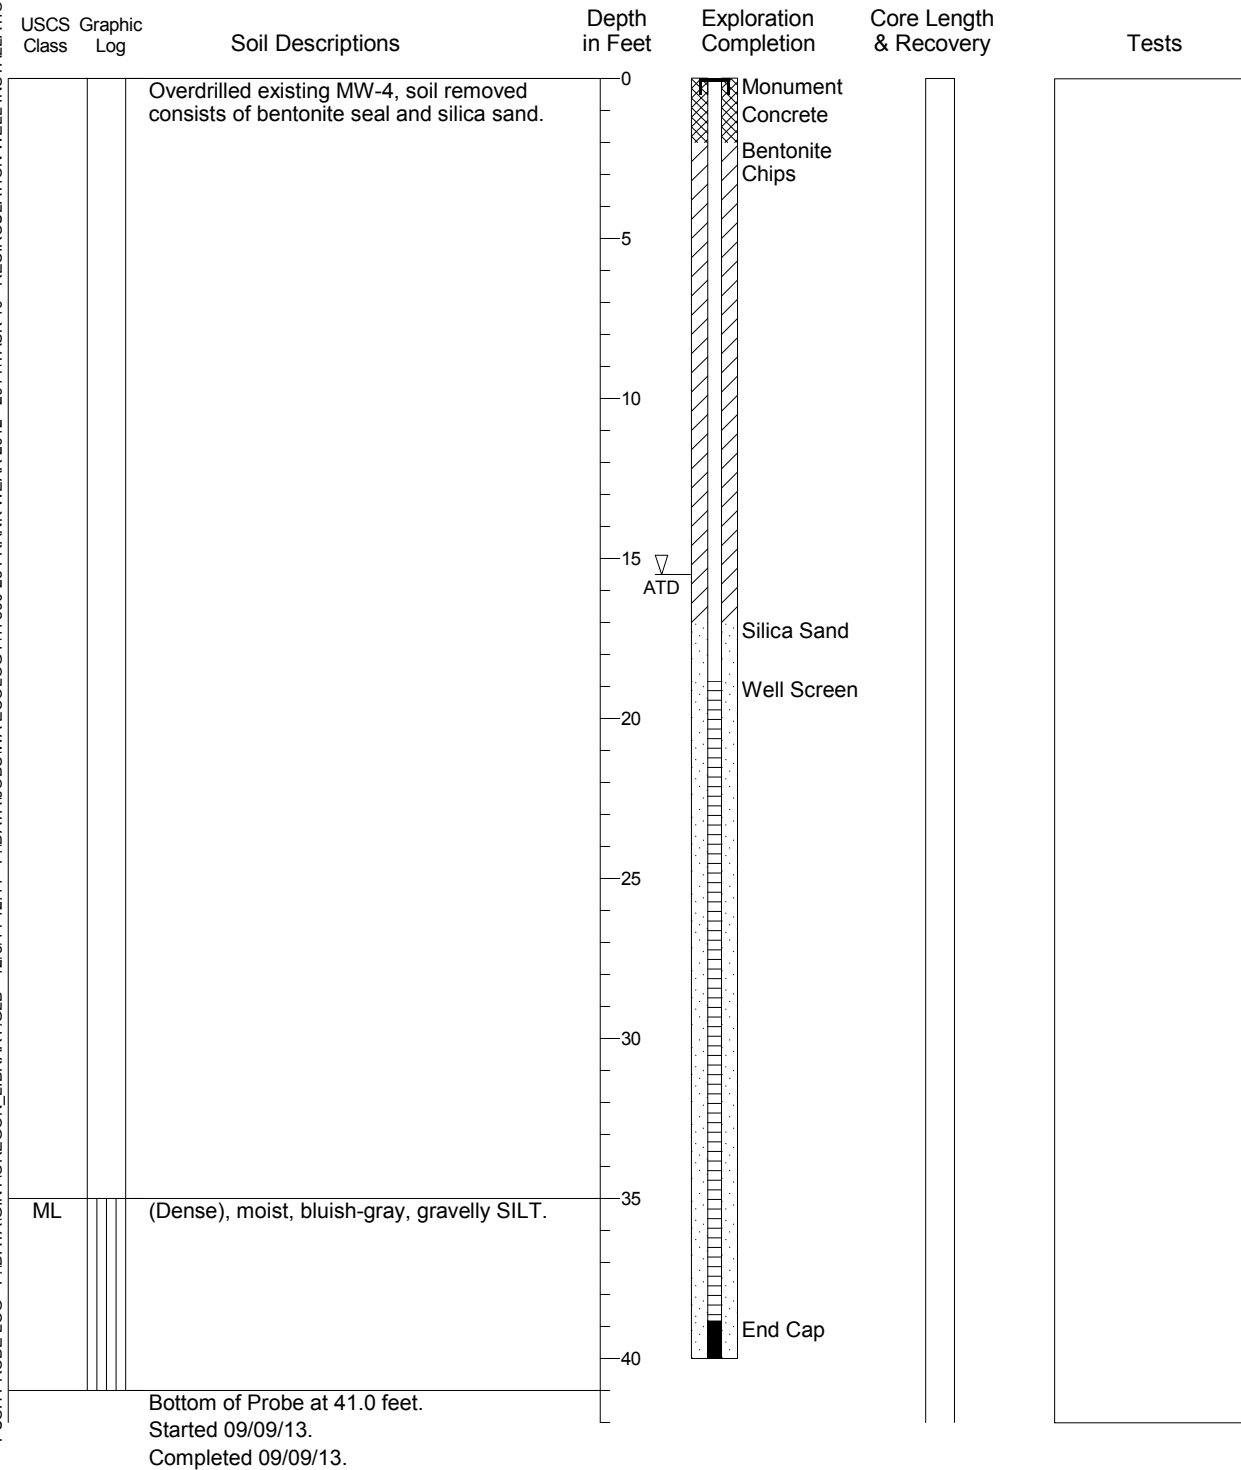 USCS Class
Graphic Log
Soil Descriptions
Depth in Feet
Exploration Completion
Core Length & Recovery
Tests
Overdrilled existing MW-4, soil removed
consists of bentonite seal and silica sand.
0
Monument
Concrete
Bentonite
Chips
5
10
15
ATD
Silica Sand
Well Screen
20
25
30
35
ML
(Dense), moist, bluish-gray, gravelly SILT.
End Cap
40
Bottom of Probe at 41.0 feet.
Started 09/09/13.
Completed 09/09/13.